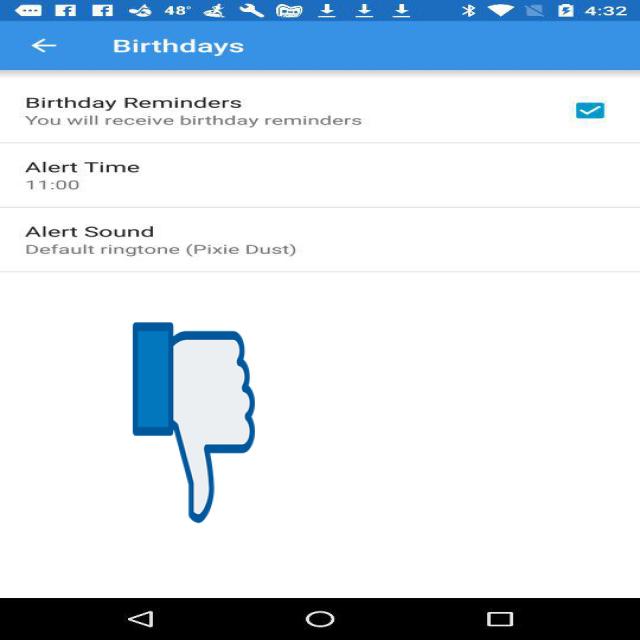 48° 4:32
Birthdays
Birthday Reminders
You will receive birthday reminders
Alert Time
11:00
Alert Sound
Default ringtone (Pixie Dust)